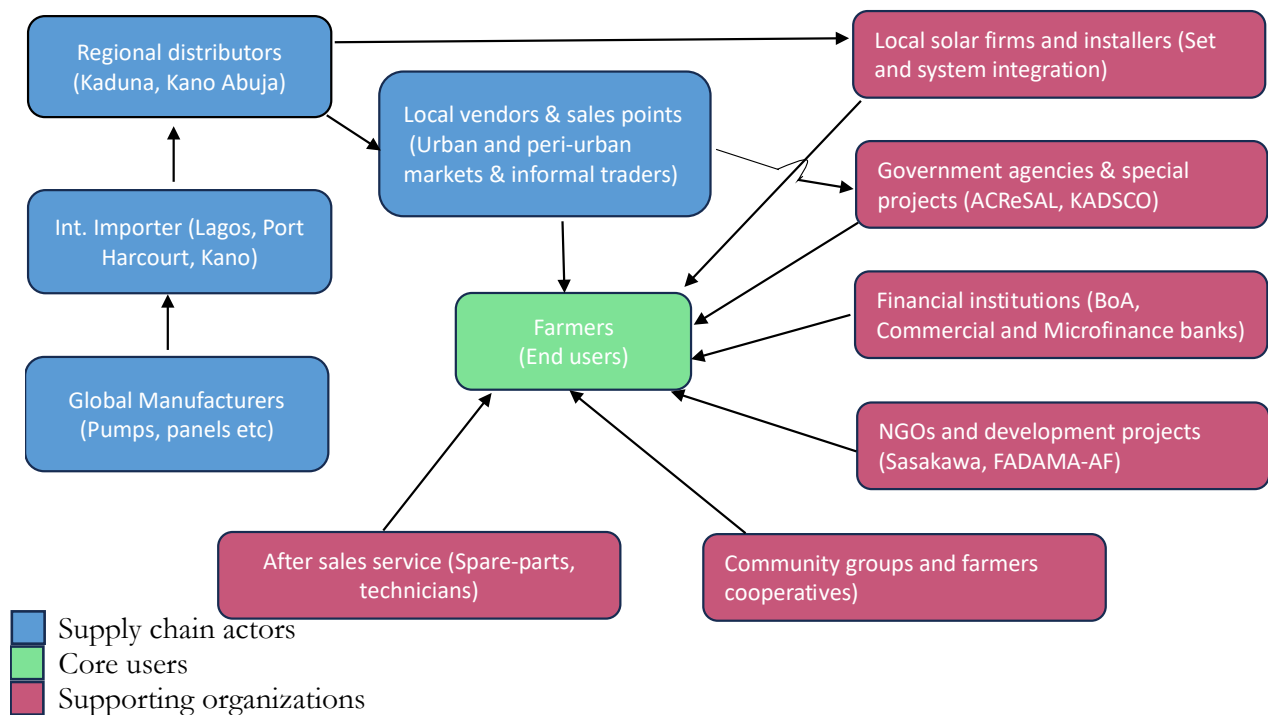 Regional distributors
(Kaduna, Kano Abuja)
Local solar firms and installers (Set
and system integration)
Local vendors & sales points
(Urban and peri-urban
markets & informal traders)
Government agencies & special
projects (ACReSAL, KADSCO)
Int. Importer (Lagos, Port
Harcourt, Kano)
Financial institutions (BoA,
Commercial and Microfinance banks)
Farmers
(End users)
Global Manufacturers
(Pumps, panels etc)
NGOs and development projects
(Sasakawa, FADAMA-AF)
After sales service (Spare-parts,
technicians)
Community groups and farmers
cooperatives)
Supply chain actors
Core users
Supporting organizations